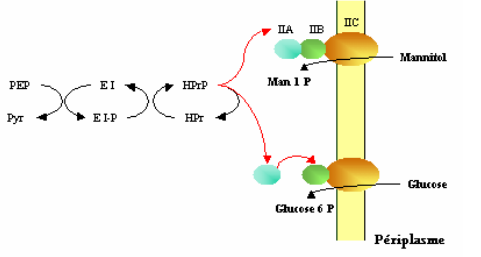 IIA IIB IIC
Mannitol
Man 1 P
PEP E I HPrP
Pyr E I-P HPr
Glucose
Glucose 6 P
Périplasme